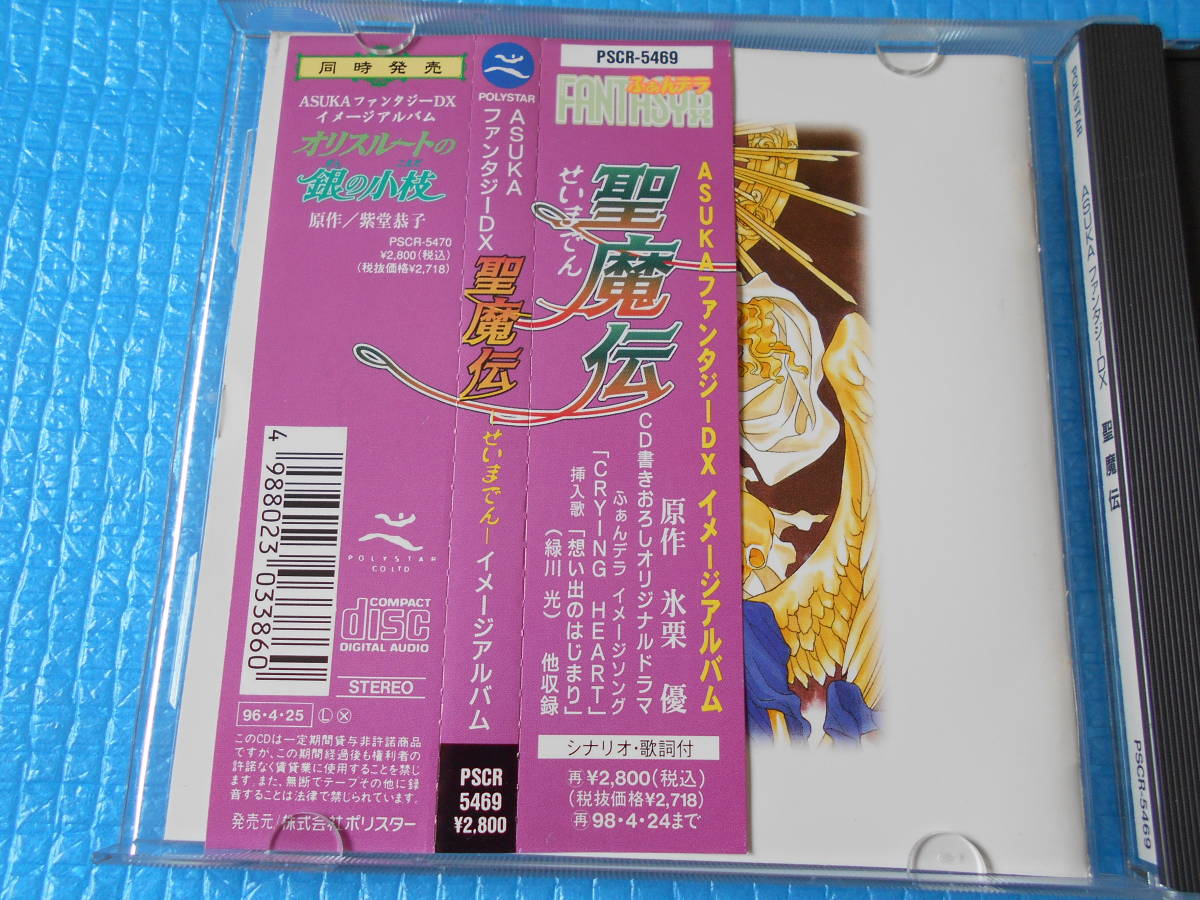 同時発売
ASUKAファンタジーDX
イメージアルバム
オリスルートの
銀の小枝
ぎん
こえだ
原作／紫堂恭子
PSCR-5470
¥2,800(税込)
(税抜価格¥2,718)
4 988023 033860
POLYSTAR
CO LTD
COMPACT
disc
DIGITAL AUDIO
STEREO
96・4・25 Ⓛ Ⓧ
このCDは一定期間貸与非許諾商品
ですが、この期間経過後も権利者の
許諾なく賃貸業に使用することを禁じ
ます。また、無断でテープその他に録
音することは法律で禁じられています。
発売元/株式会社ポリスター
POLYSTAR
ASUKA
ファンタジーDX
聖魔伝
―せいまでん―
イメージアルバム
PSCR
5469
¥2,800
PSCR-5469
ふぁんデラ
FANTASY DX
ASUKAファンタジーDX イメージアルバム
聖魔伝
せいまでん
原作 氷栗 優
CD書きおろしオリジナルドラマ
ふぁんデラ イメージソング
「CRYING HEART」
挿入歌「想い出のはじまり」
(緑川 光) 他収録
シナリオ・歌詞付
再¥2,800(税込)
(税抜価格¥2,718)
再98・4・24まで
POLYSTAR
ASUKA ファンタジーDX
聖魔伝
PSCR-5469